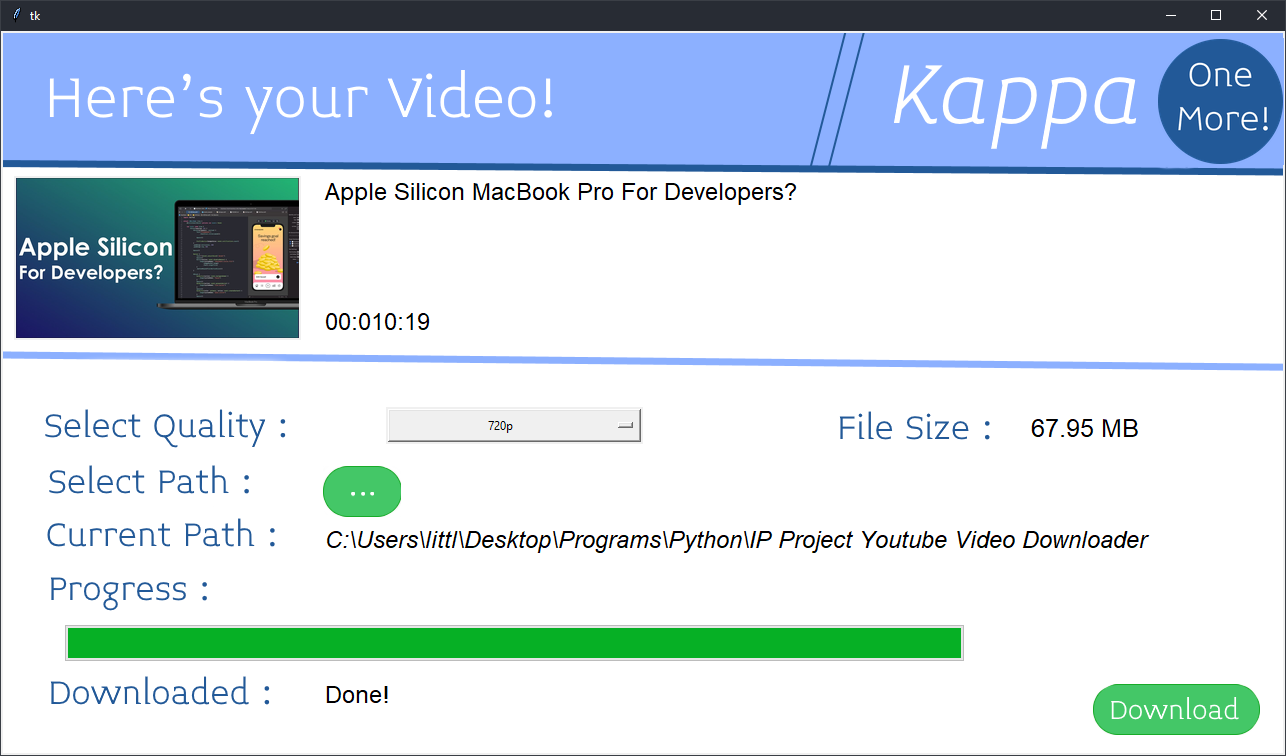 tk
Here's your Video!
Kappa
One
More!
Apple Silicon
For Developers?
Apple Silicon MacBook Pro For Developers?
00:010:19
Select Quality :
720p
File Size :
67.95 MB
Select Path :
...
Current Path :
C:\Users\littl\Desktop\Programs\Python\IP Project Youtube Video Downloader
Progress :
Downloaded :
Done!
Download